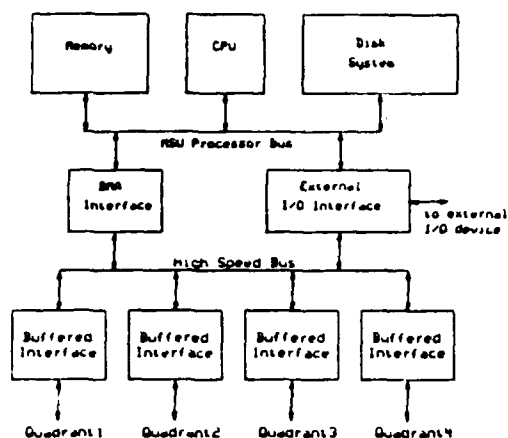 Memory
CPU
Disk
System
MSU Processor Bus
DMA
Interface
External
I/O Interface
to external
I/O device
High Speed Bus
Buffered
Interface
Buffered
Interface
Buffered
Interface
Buffered
Interface
Quadrant1
Quadrant2
Quadrant3
Quadrant4